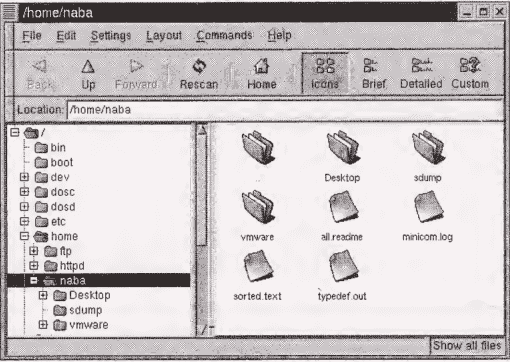 /home/naba
File Edit Settings Layout Commands Help
Back Up Forward Rescan Home Icons Brief Detailed Custom
Location: /home/naba
/
bin
boot
dev
dosc
dosd
etc
home
ftp
httpd
naba
Desktop
sdump
vmware
..
Desktop
sdump
vmware
all.readme
minicom.log
sorted.text
typedef.out
Show all files